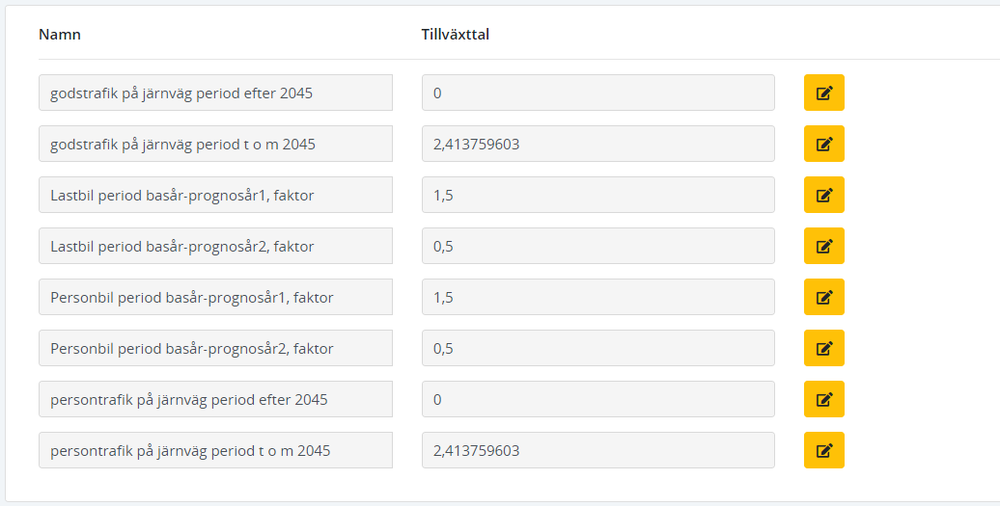 Namn Tillväxttal
godstrafik på järnväg period efter 2045 0
godstrafik på järnväg period t o m 2045 2,413759603
Lastbil period basår-prognosår1, faktor 1,5
Lastbil period basår-prognosår2, faktor 0,5
Personbil period basår-prognosår1, faktor 1,5
Personbil period basår-prognosår2, faktor 0,5
persontrafik på järnväg period efter 2045 0
persontrafik på järnväg period t o m 2045 2,413759603